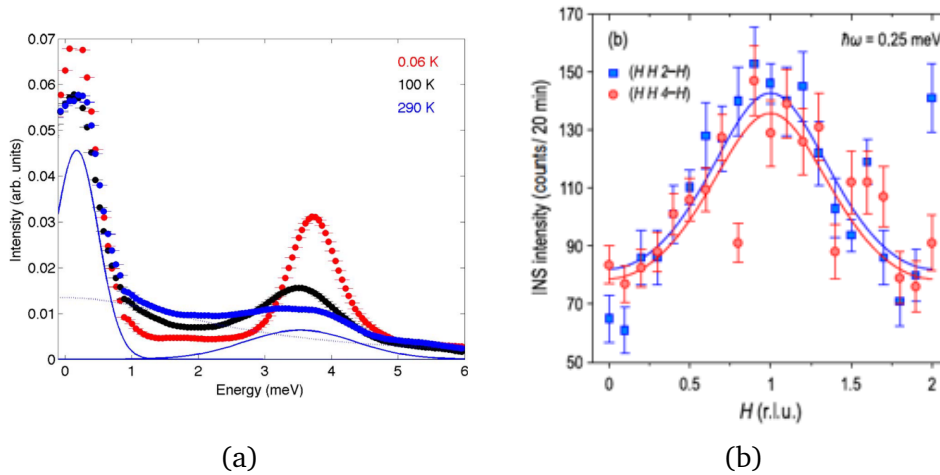 0.07
0.06
0.05
0.04
0.03
0.02
0.01
0
Intensity (arb. units)
0.06 K
100 K
290 K
0 1 2 3 4 5 6
Energy (meV)
(a)
170
150
130
110
90
70
50
INS intensity (counts/ 20 min)
(b) ħω = 0.25 meV
(H H 2−H)
(H H 4−H)
0 0.5 1 1.5 2
H (r.l.u.)
(b)